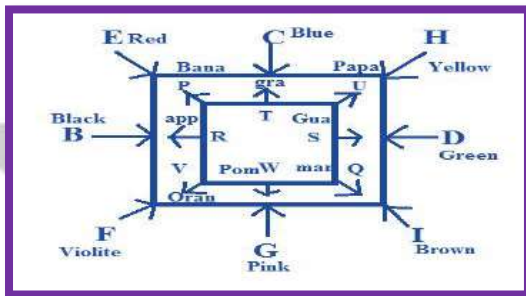 E Red C Blue H
Bana Papa Yellow
P gra U
Black app T Gua
B R S D
Green
V PomW mar Q
Oran
F G I
Violite Pink Brown